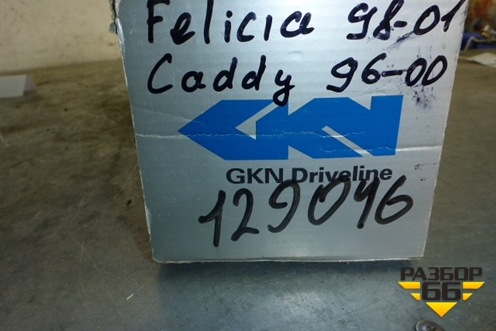 Felicia 98-01
Caddy 96-00
GKN
GKN Driveline
129046
РАЗБОР
66